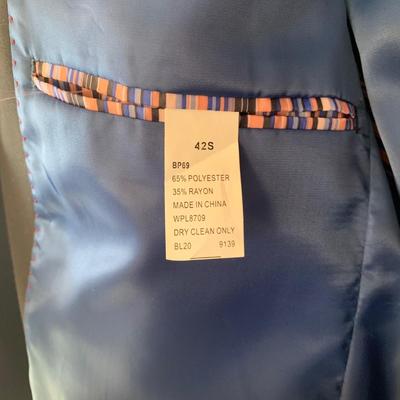 42S
BP69
65% POLYESTER
35% RAYON
MADE IN CHINA
WPL8709
DRY CLEAN ONLY
BL20 9139